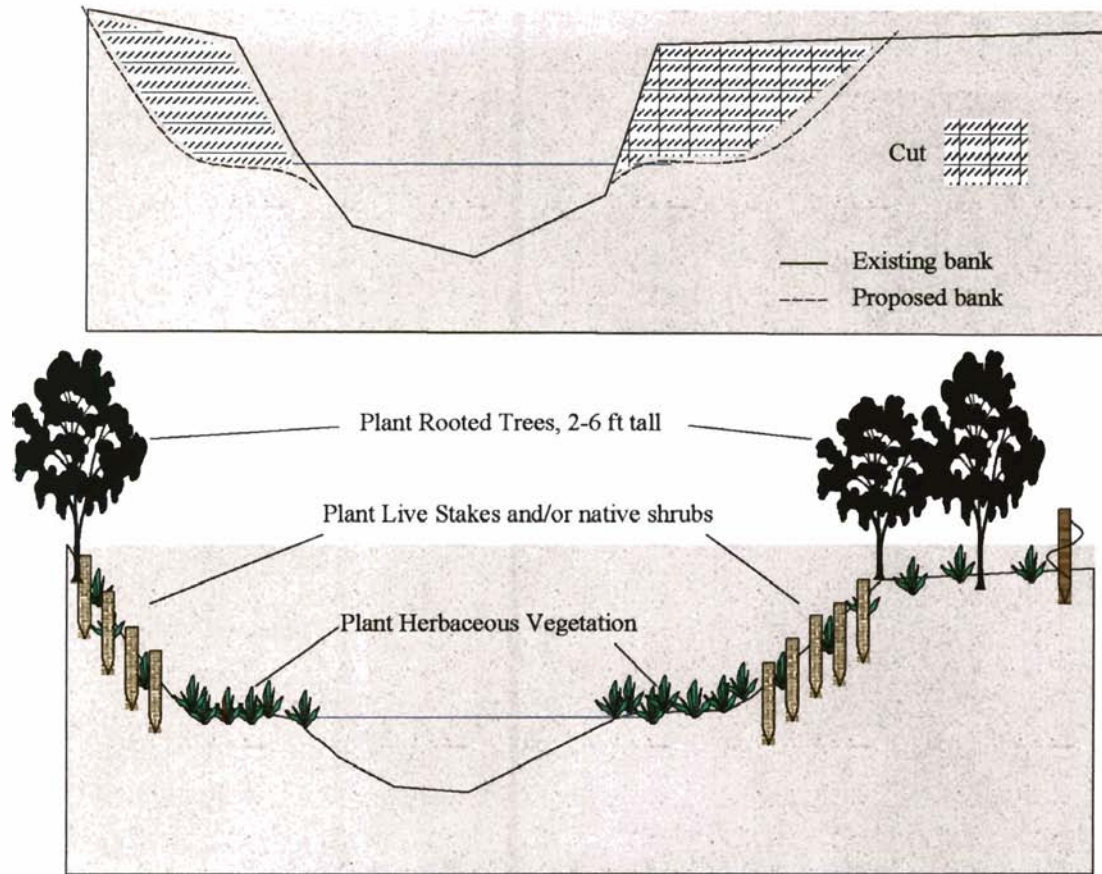 Cut
Existing bank
Proposed bank
Plant Rooted Trees, 2-6 ft tall
Plant Live Stakes and/or native shrubs
Plant Herbaceous Vegetation